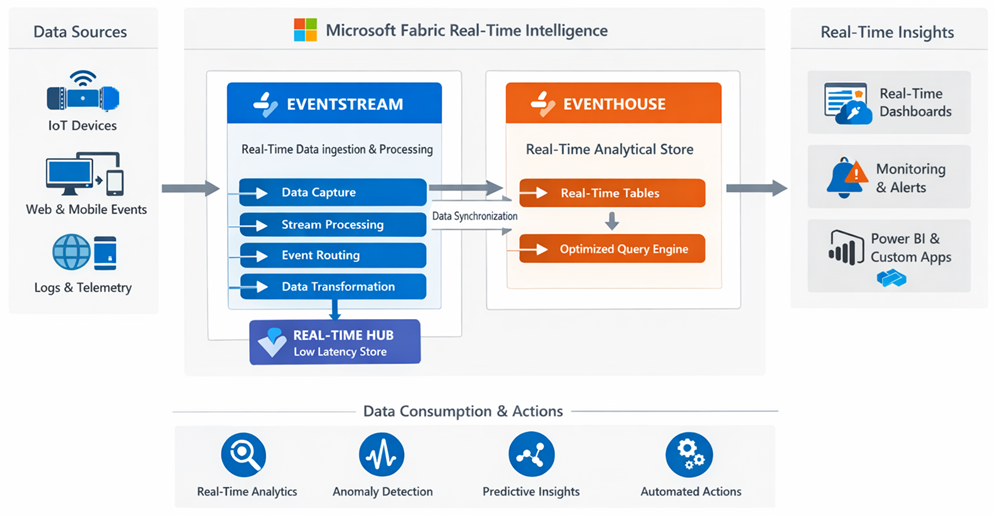 Data Sources
IoT Devices
Web & Mobile Events
Logs & Telemetry
Microsoft Fabric Real-Time Intelligence
EVENTSTREAM
Real-Time Data ingestion & Processing
Data Capture
Stream Processing
Event Routing
Data Transformation
REAL-TIME HUB
Low Latency Store
Data Synchronization
EVENTHOUSE
Real-Time Analytical Store
Real-Time Tables
Optimized Query Engine
Real-Time Insights
Real-Time
Dashboards
Monitoring
& Alerts
Power BI &
Custom Apps
Data Consumption & Actions
Real-Time Analytics
Anomaly Detection
Predictive Insights
Automated Actions